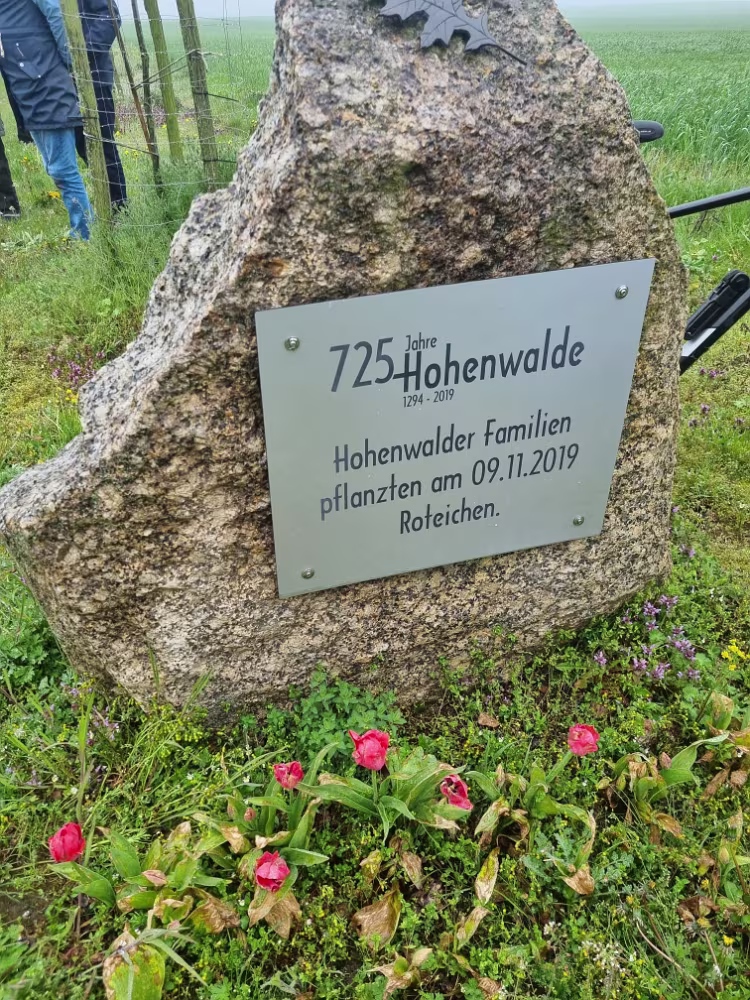 725 Jahre
Hohenwalde
1294 - 2019
Hohenwalder Familien
pflanzten am 09.11.2019
Roteichen.